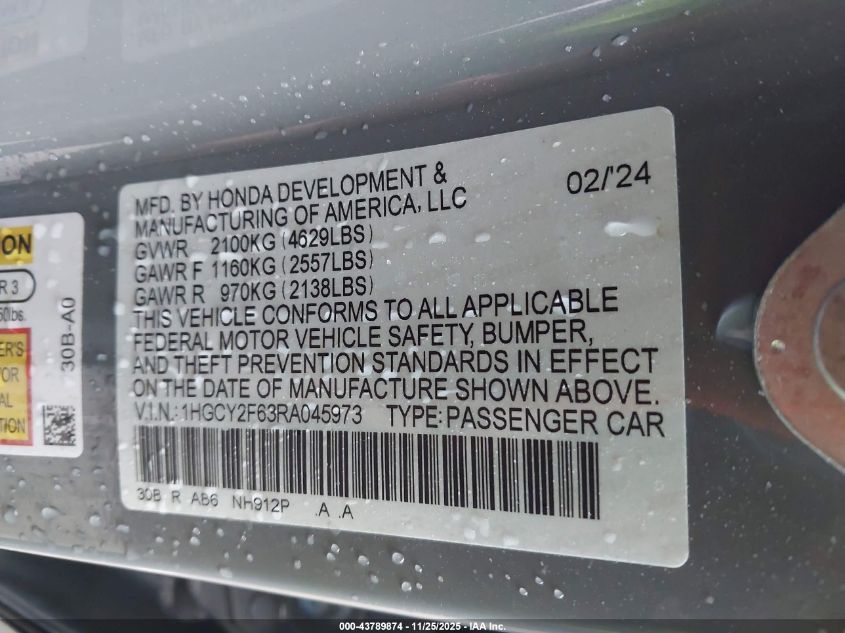 MFD. BY HONDA DEVELOPMENT &
MANUFACTURING OF AMERICA, LLC
02/'24
GVWR 2100KG (4629LBS)
GAWR F 1160KG (2557LBS)
GAWR R 970KG (2138LBS)
THIS VEHICLE CONFORMS TO ALL APPLICABLE
FEDERAL MOTOR VEHICLE SAFETY, BUMPER,
AND THEFT PREVENTION STANDARDS IN EFFECT
ON THE DATE OF MANUFACTURE SHOWN ABOVE.
V.I.N.: 1HGCY2F63RA045973 TYPE: PASSENGER CAR
30B R AB6 NH912P .A .A
30B-A0
000-43789874 - 11/25/2025 - IAA Inc.